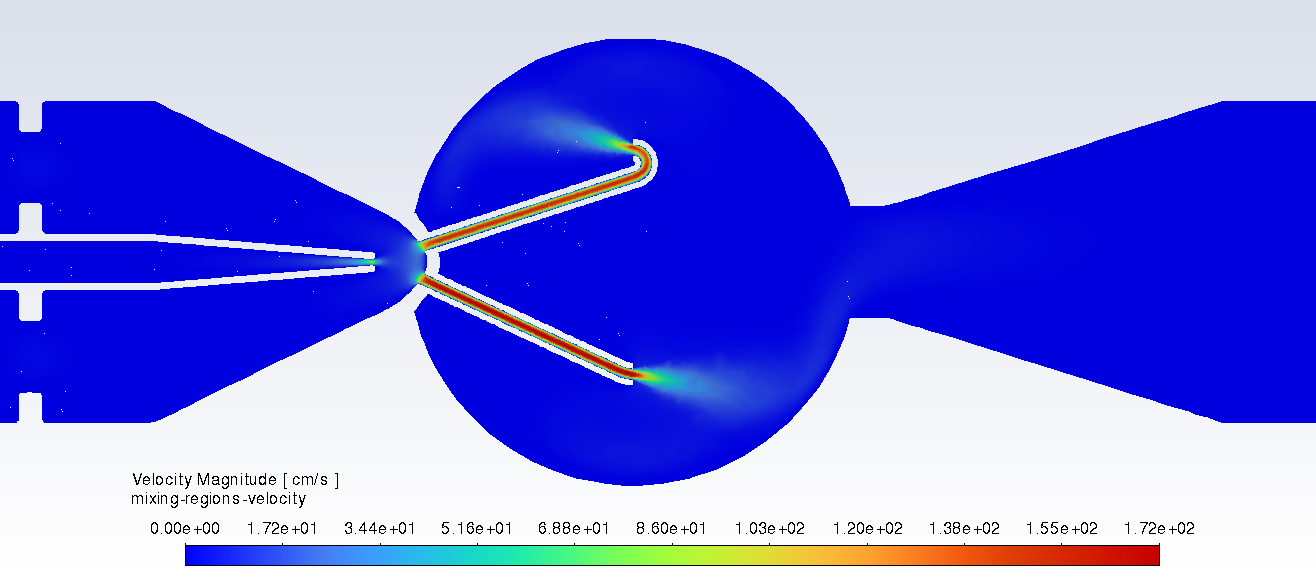 Velocity Magnitude [ cm/s ]
mixing-regions-velocity
0.00e+00 1.72e+01 3.44e+01 5.16e+01 6.88e+01 8.60e+01 1.03e+02 1.20e+02 1.38e+02 1.55e+02 1.72e+02